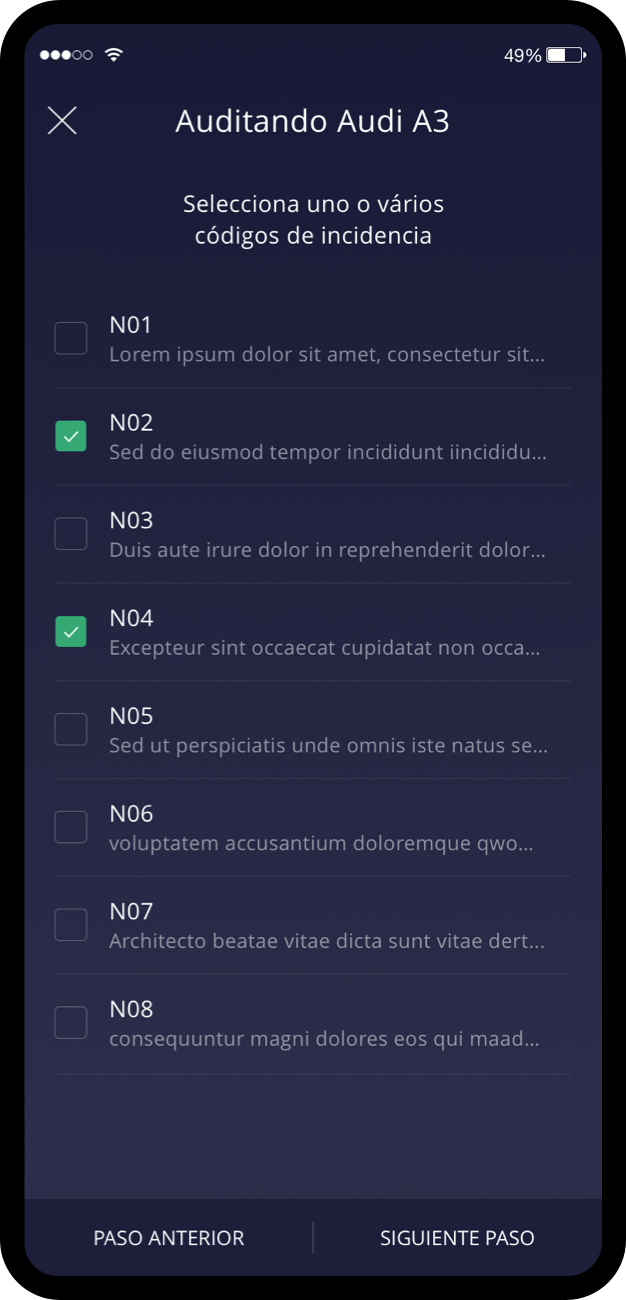 49%
Auditando Audi A3
Selecciona uno o vários
códigos de incidencia
N01
Lorem ipsum dolor sit amet, consectetur sit...
N02
Sed do eiusmod tempor incididunt iincididu...
N03
Duis aute irure dolor in reprehenderit dolor...
N04
Excepteur sint occaecat cupidatat non occa...
N05
Sed ut perspiciatis unde omnis iste natus se...
N06
voluptatem accusantium doloremque qwo...
N07
Architecto beatae vitae dicta sunt vitae dert...
N08
consequuntur magni dolores eos qui maad...
PASO ANTERIOR
SIGUIENTE PASO